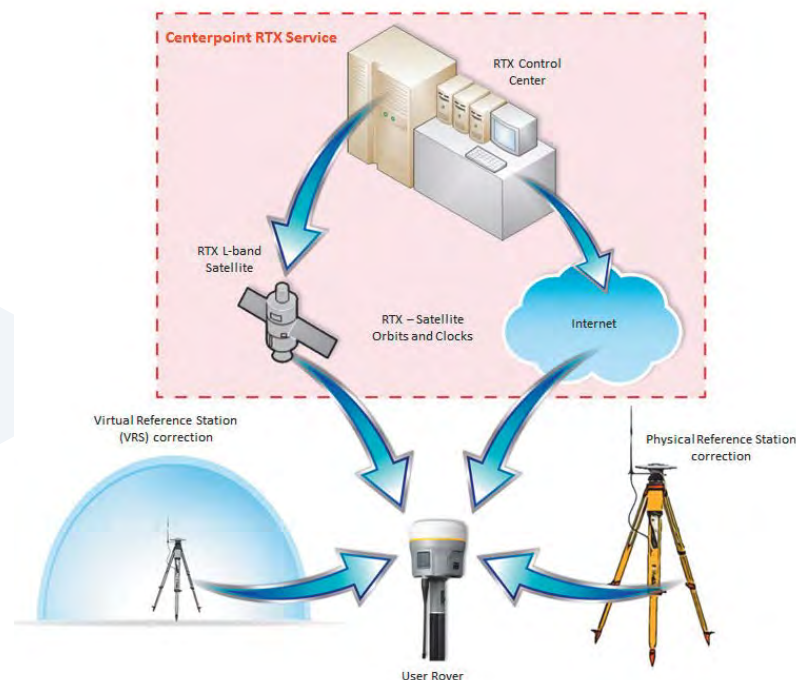 Centerpoint RTX Service
RTX Control
Center
RTX L-band
Satellite
RTX – Satellite
Orbits and Clocks
Internet
Virtual Reference Station
(VRS) correction
Physical Reference Station
correction
User Rover